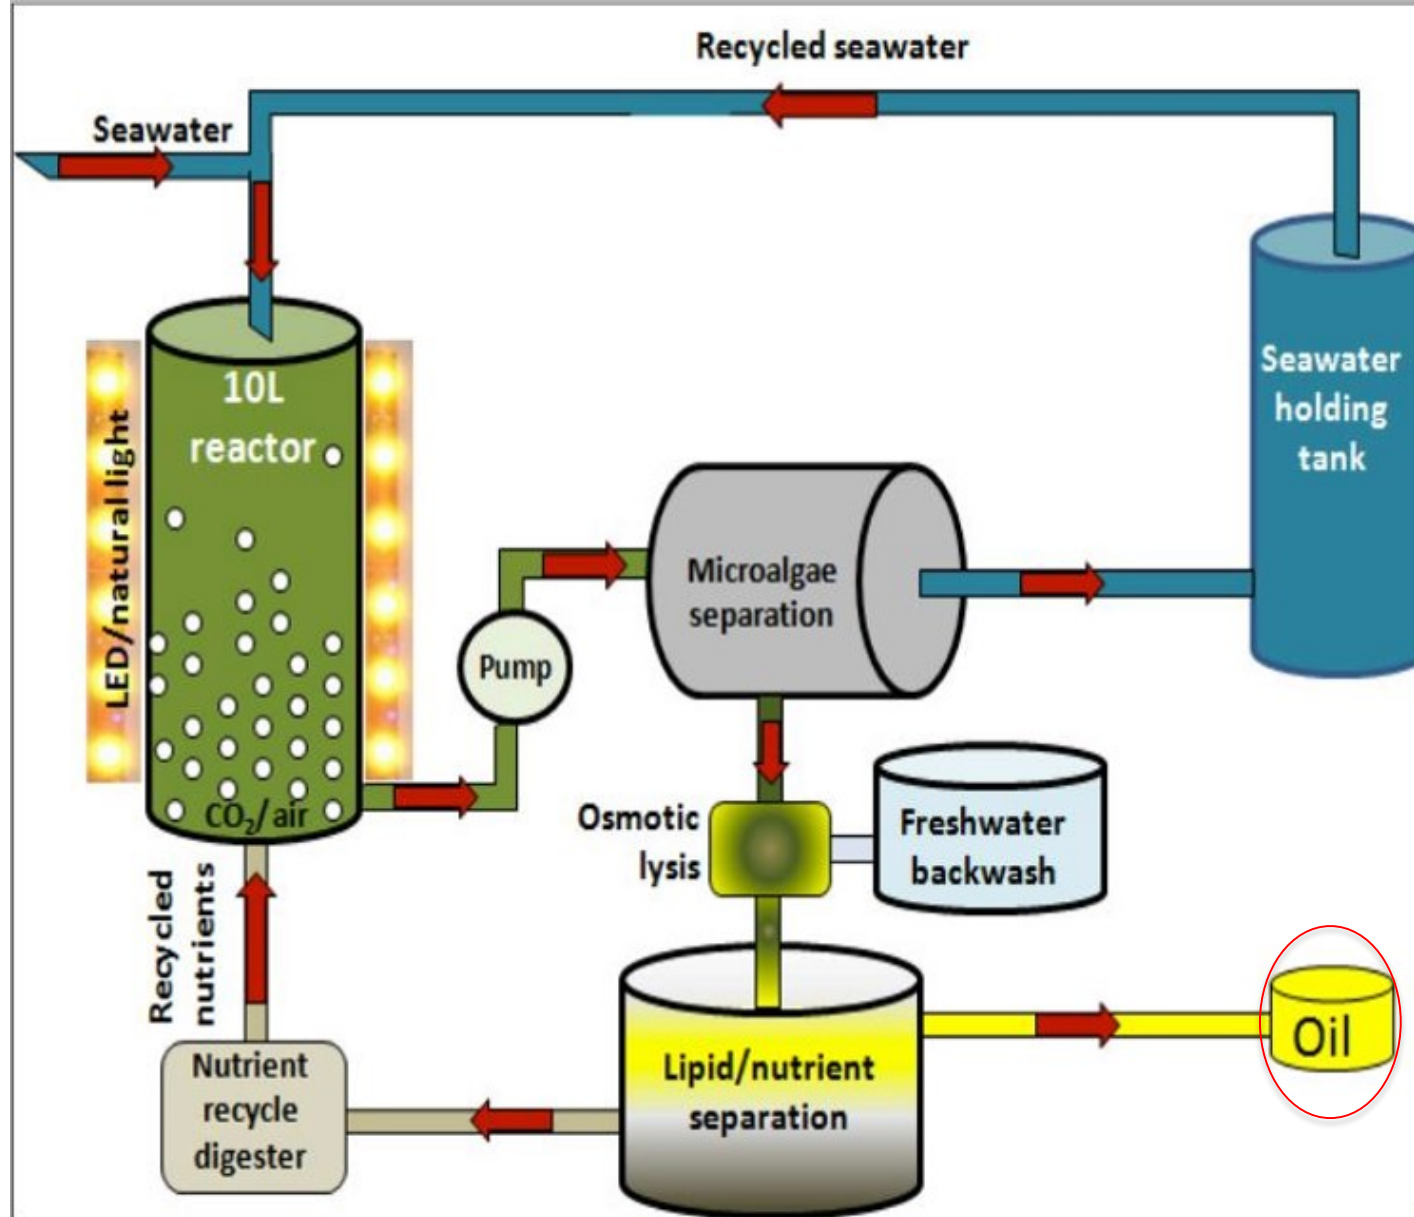 Recycled seawater
Seawater
10L
reactor
LED/natural light
CO₂/air
Pump
Microalgae
separation
Seawater
holding
tank
Osmotic
lysis
Freshwater
backwash
Recycled
nutrients
Nutrient
recycle
digester
Lipid/nutrient
separation
Oil